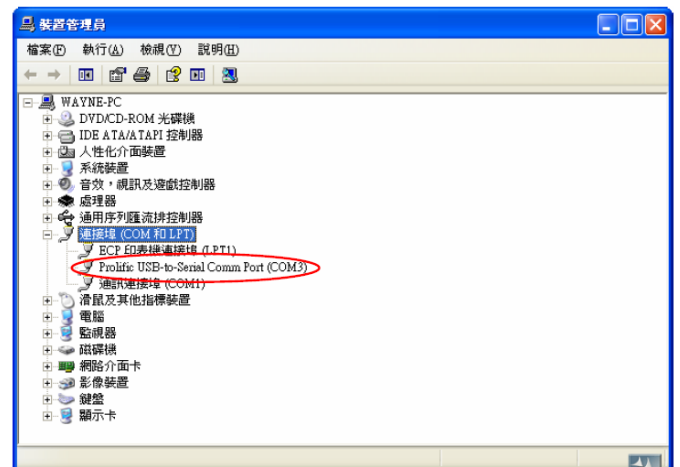 裝置管理員
檔案(F) 執行(A) 檢視(V) 說明(H)
WAYNE-PC
DVD/CD-ROM 光碟機
IDE ATA/ATAPI 控制器
人性化介面裝置
系統裝置
音效，視訊及遊戲控制器
處理器
通用序列匯流排控制器
連接埠 (COM 和 LPT)
ECP 印表機連接埠 (LPT1)
Prolific USB-to-Serial Comm Port (COM3)
通訊連接埠 (COM1)
滑鼠及其他指標裝置
電腦
監視器
磁碟機
網路介面卡
影像裝置
鍵盤
顯示卡